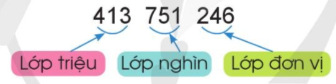 413 751 246
Lớp triệu Lớp nghìn Lớp đơn vị